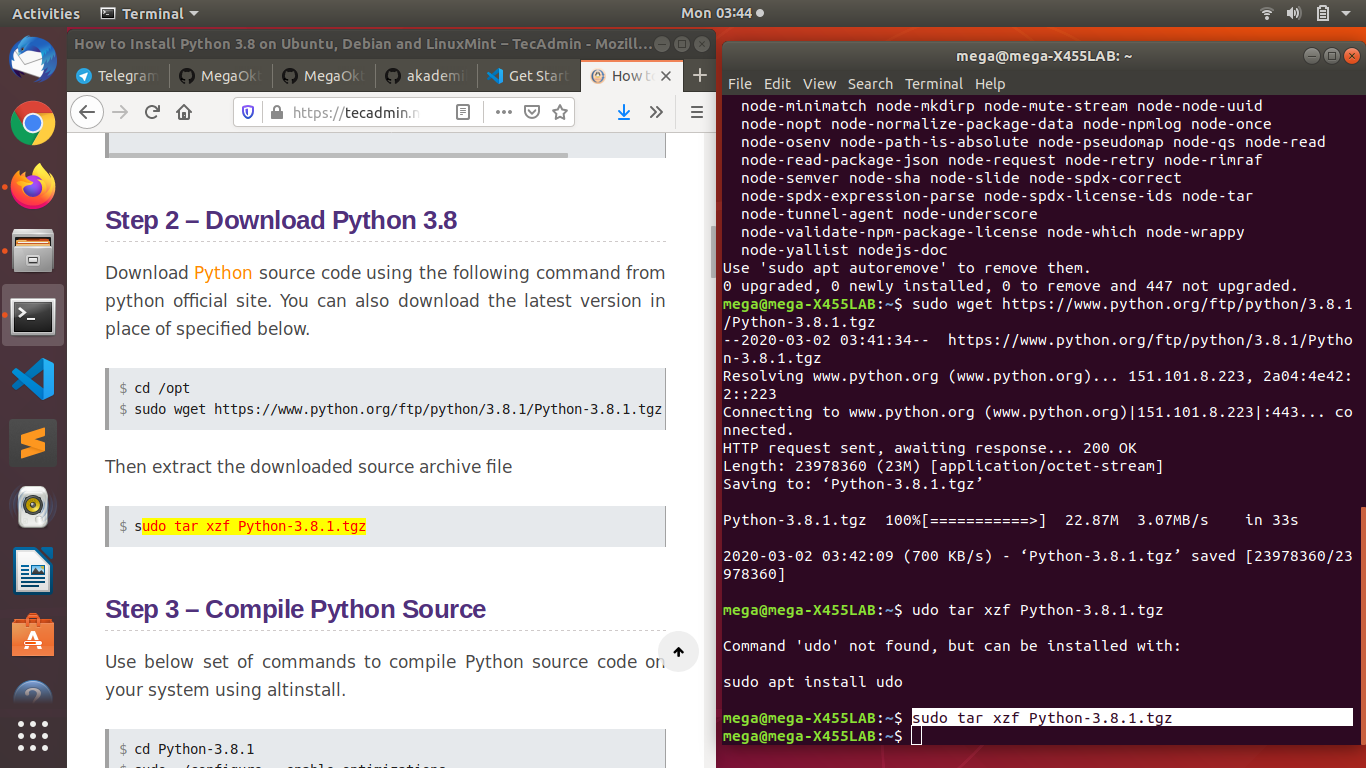 Activities
Terminal
Mon 03:44
How to Install Python 3.8 on Ubuntu, Debian and LinuxMint – TecAdmin - Mozill...
Telegram
MegaOk
MegaOk
akadem
Get Start
How to
https://tecadmin.n
Step 2 – Download Python 3.8
Download Python source code using the following command from
python official site. You can also download the latest version in
place of specified below.
$ cd /opt
$ sudo wget https://www.python.org/ftp/python/3.8.1/Python-3.8.1.tgz
Then extract the downloaded source archive file
$ sudo tar xzf Python-3.8.1.tgz
Step 3 – Compile Python Source
Use below set of commands to compile Python source code on
your system using altinstall.
$ cd Python-3.8.1
$ sudo ./configure --enable-optimizations
mega@mega-X455LAB: ~
File Edit View Search Terminal Help
node-minimatch node-mkdirp node-mute-stream node-node-uuid
node-nopt node-normalize-package-data node-npmlog node-once
node-osenv node-path-is-absolute node-pseudomap node-qs node-read
node-read-package-json node-request node-retry node-rimraf
node-semver node-sha node-slide node-spdx-correct
node-spdx-expression-parse node-spdx-license-ids node-tar
node-tunnel-agent node-underscore
node-validate-npm-package-license node-which node-wrappy
node-yallist nodejs-doc
Use 'sudo apt autoremove' to remove them.
0 upgraded, 0 newly installed, 0 to remove and 447 not upgraded.
mega@mega-X455LAB:~$ sudo wget https://www.python.org/ftp/python/3.8.1
/Python-3.8.1.tgz
--2020-03-02 03:41:34--  https://www.python.org/ftp/python/3.8.1/Pytho
n-3.8.1.tgz
Resolving www.python.org (www.python.org)... 151.101.8.223, 2a04:4e42:
2::223
Connecting to www.python.org (www.python.org)|151.101.8.223|:443... co
nnected.
HTTP request sent, awaiting response... 200 OK
Length: 23978360 (23M) [application/octet-stream]
Saving to: ‘Python-3.8.1.tgz’
Python-3.8.1.tgz  100%[===========>]  22.87M  3.07MB/s    in 33s
2020-03-02 03:42:09 (700 KB/s) - ‘Python-3.8.1.tgz’ saved [23978360/23
978360]
mega@mega-X455LAB:~$ udo tar xzf Python-3.8.1.tgz
Command 'udo' not found, but can be installed with:
sudo apt install udo
mega@mega-X455LAB:~$ sudo tar xzf Python-3.8.1.tgz
mega@mega-X455LAB:~$